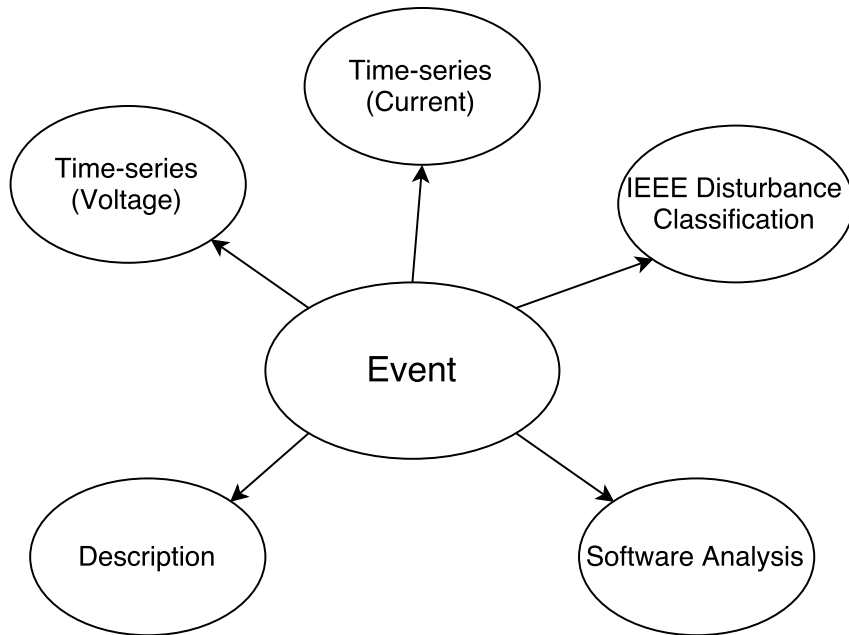 Time-series
(Current)
Time-series
(Voltage)
IEEE Disturbance
Classification
Event
Description
Software Analysis